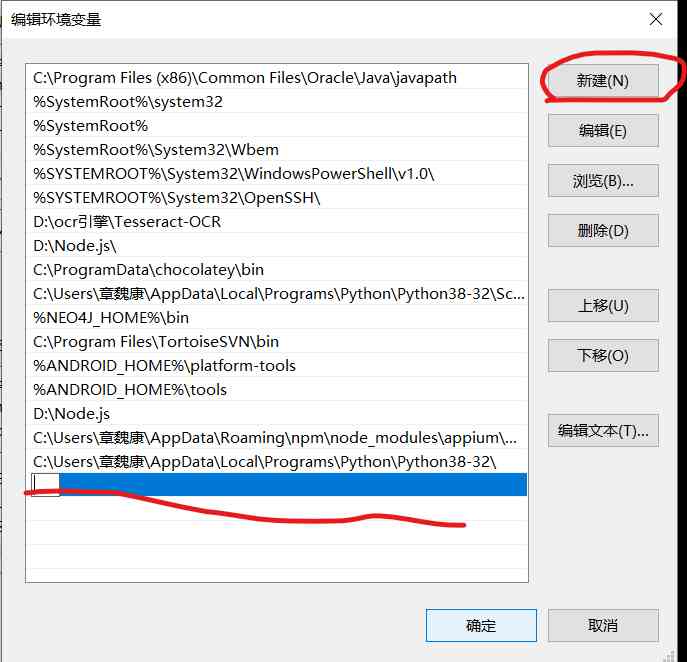 编辑环境变量
C:\Program Files (x86)\Common Files\Oracle\Java\javapath
%SystemRoot%\system32
%SystemRoot%
%SystemRoot%\System32\Wbem
%SYSTEMROOT%\System32\WindowsPowerShell\v1.0\
%SYSTEMROOT%\System32\OpenSSH\
D:\ocr引擎\Tesseract-OCR
D:\Node.js\
C:\ProgramData\chocolatey\bin
C:\Users\章魏康\AppData\Local\Programs\Python\Python38-32\Sc...
%NEO4J_HOME%\bin
C:\Program Files\TortoiseSVN\bin
%ANDROID_HOME%\platform-tools
%ANDROID_HOME%\tools
D:\Node.js
C:\Users\章魏康\AppData\Roaming\npm\node_modules\appium\...
C:\Users\章魏康\AppData\Local\Programs\Python\Python38-32\
新建(N)
编辑(E)
浏览(B)...
删除(D)
上移(U)
下移(O)
编辑文本(T)...
确定
取消